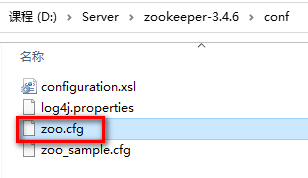 课程 (D:) > Server > zookeeper-3.4.6 > conf
名称
configuration.xsl
log4j.properties
zoo.cfg
zoo_sample.cfg